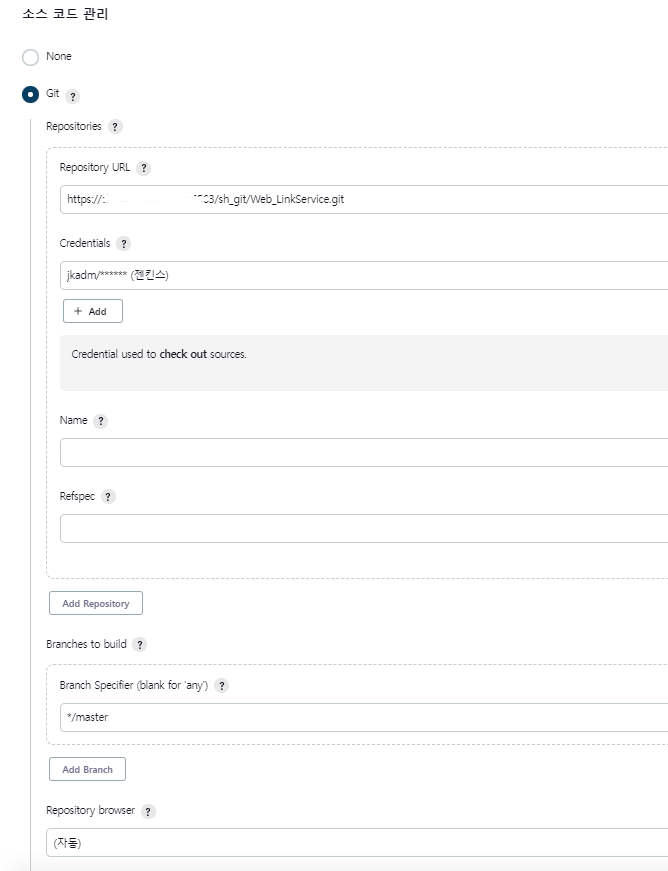 소스 코드 관리
None
Git ?
Repositories ?
Repository URL ?
https:// 3/sh_git/Web_LinkService.git
Credentials ?
jkadm/****** (젠킨스)
+ Add
Credential used to check out sources.
Name ?
Refspec ?
Add Repository
Branches to build ?
Branch Specifier (blank for 'any') ?
*/master
Add Branch
Repository browser ?
(자동)